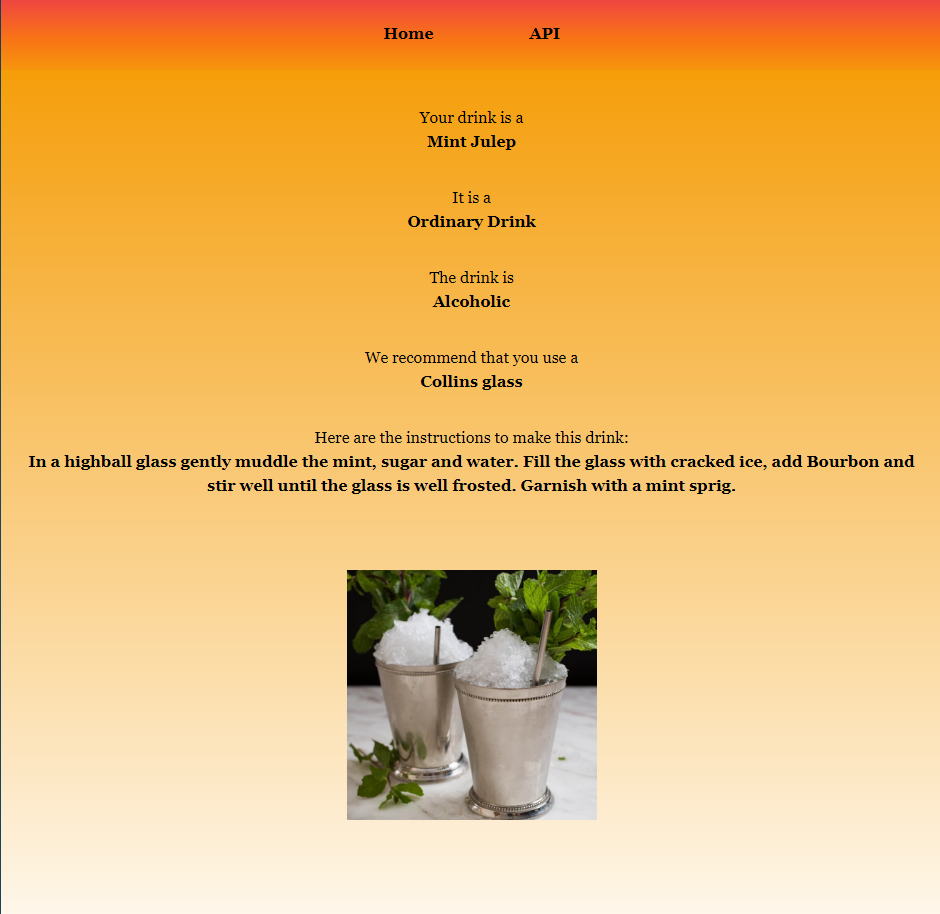 Home API
Your drink is a
Mint Julep
It is a
Ordinary Drink
The drink is
Alcoholic
We recommend that you use a
Collins glass
Here are the instructions to make this drink:
In a highball glass gently muddle the mint, sugar and water. Fill the glass with cracked ice, add Bourbon and
stir well until the glass is well frosted. Garnish with a mint sprig.